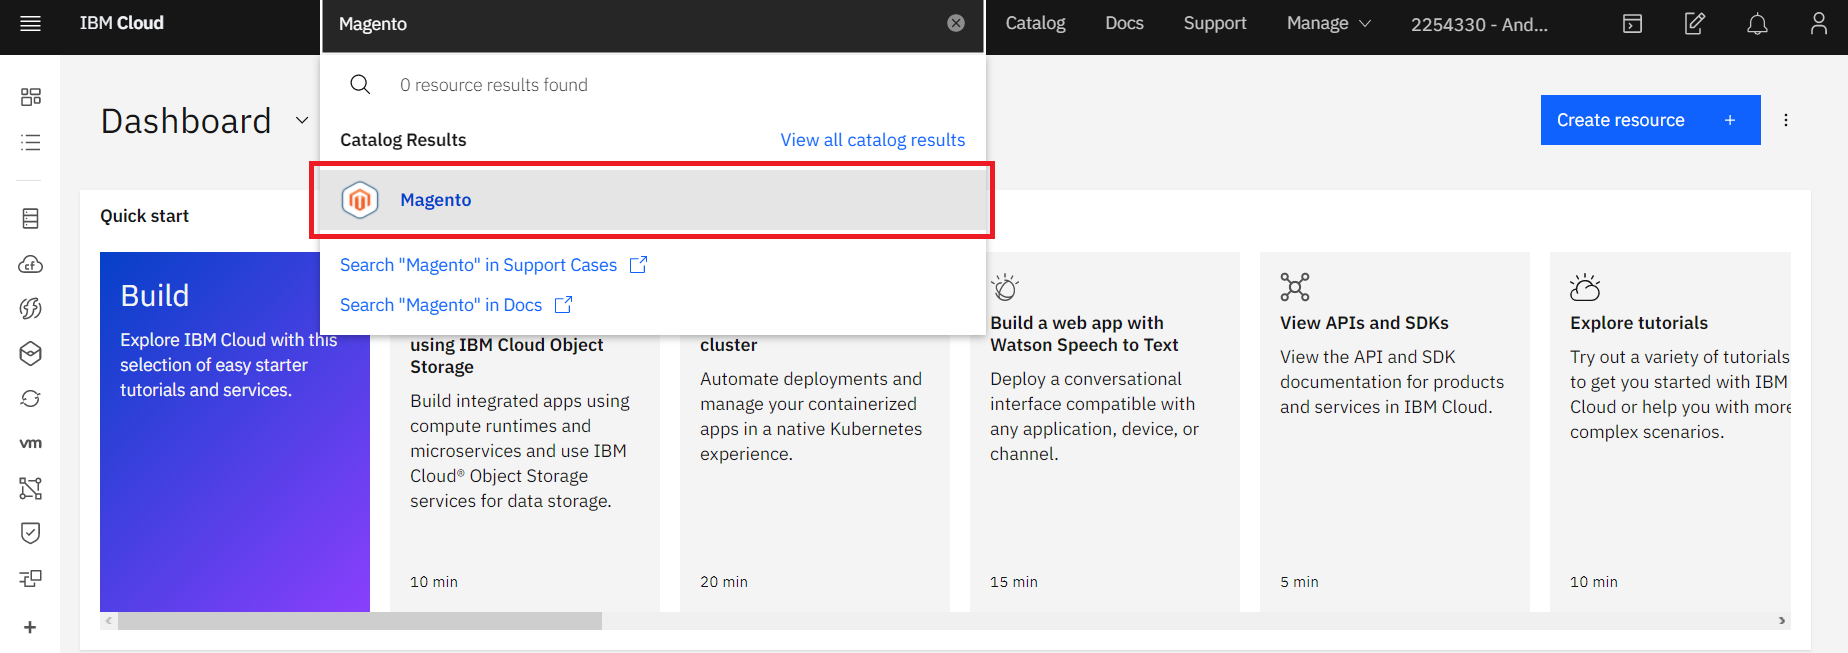 IBM Cloud
Magento
Catalog
Docs
Support
Manage
2254330 - And...
0 resource results found
Catalog Results
View all catalog results
Magento
Search "Magento" in Support Cases
Search "Magento" in Docs
Dashboard
Create resource +
Quick start
Build
Explore IBM Cloud with this
selection of easy starter
tutorials and services.
using IBM Cloud Object
Storage
Build integrated apps using
compute runtimes and
microservices and use IBM
Cloud® Object Storage
services for data storage.
10 min
cluster
Automate deployments and
manage your containerized
apps in a native Kubernetes
experience.
20 min
Build a web app with
Watson Speech to Text
Deploy a conversational
interface compatible with
any application, device, or
channel.
15 min
View APIs and SDKs
View the API and SDK
documentation for products
and services in IBM Cloud.
5 min
Explore tutorials
Try out a variety of tutorials
to get you started with IBM
Cloud or help you with more
complex scenarios.
10 min
cf
vm